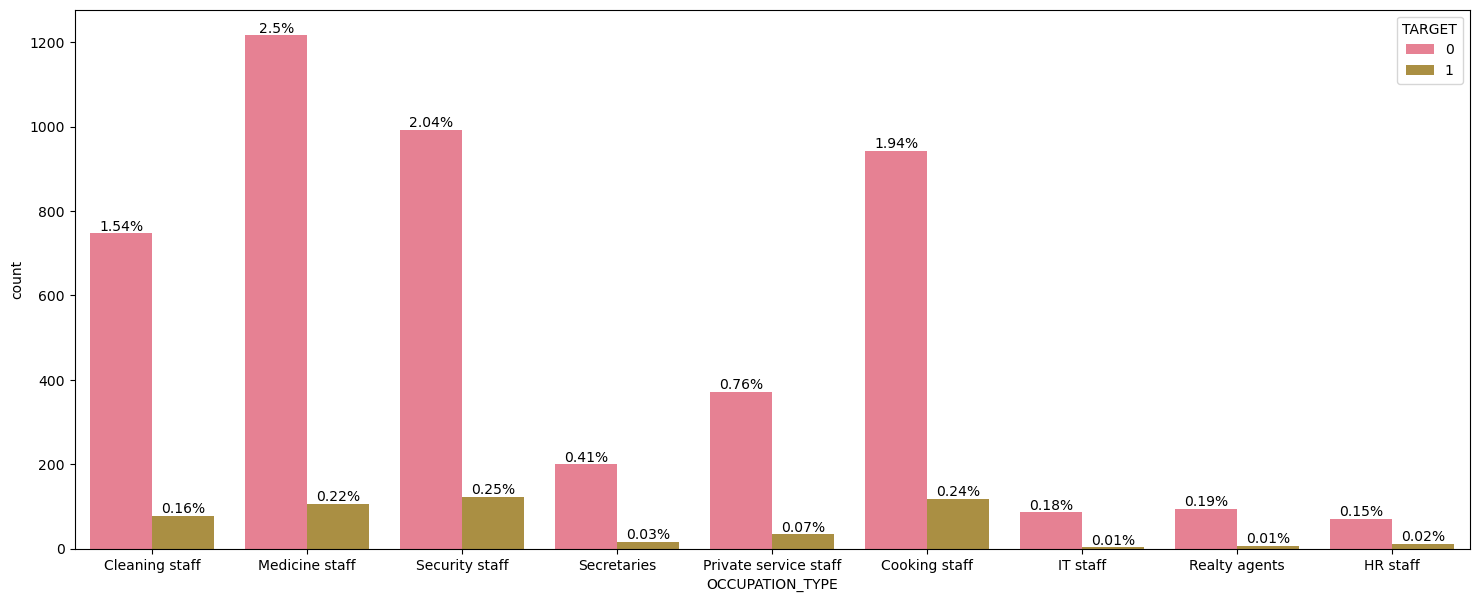 TARGET
0
1
1200
1000
800
600
400
200
0
count
1.54%
0.16%
2.5%
0.22%
2.04%
0.25%
0.41%
0.03%
0.76%
0.07%
1.94%
0.24%
0.18%
0.01%
0.19%
0.01%
0.15%
0.02%
Cleaning staff
Medicine staff
Security staff
Secretaries
Private service staff
Cooking staff
IT staff
Realty agents
HR staff
OCCUPATION_TYPE